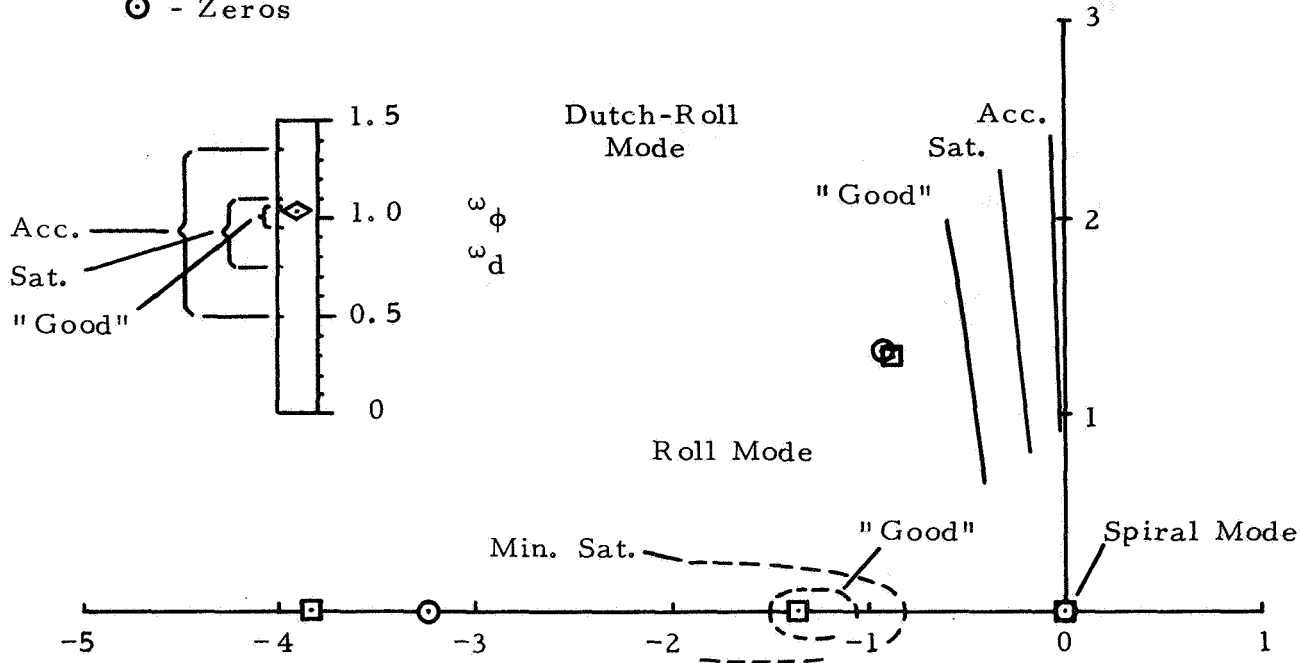 - Zeros
3
1.5
Dutch-Roll
Mode
Acc.
Sat.
"Good"
1.0
ω_φ
ω_d
2
Acc.
Sat.
"Good"
0.5
0
1
Roll Mode
Min. Sat.
"Good"
Spiral Mode
-5
-4
-3
-2
-1
0
1